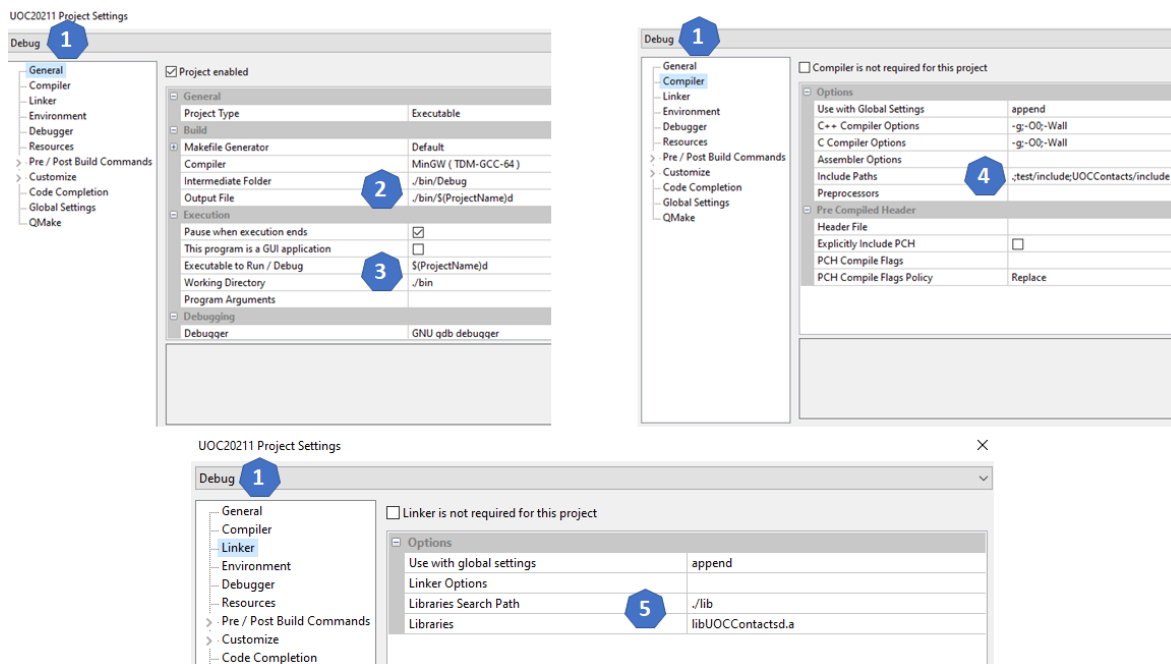 UOC20211 Project Settings
Debug 1
General
Compiler
Linker
Environment
Debugger
Resources
Pre / Post Build Commands
Customize
Code Completion
Global Settings
QMake
Project enabled
General
Project Type Executable
Build
Makefile Generator Default
Compiler MinGW ( TDM-GCC-64 )
Intermediate Folder ./bin/Debug
2
Output File ./bin/$(ProjectName)d
Execution
Pause when execution ends
This program is a GUI application
Executable to Run / Debug $(ProjectName)d
3
Working Directory ./bin
Program Arguments
Debugging
Debugger GNU gdb debugger
Debug 1
General
Compiler
Linker
Environment
Debugger
Resources
Pre / Post Build Commands
Customize
Code Completion
Global Settings
QMake
Compiler is not required for this project
Options
Use with Global Settings append
C++ Compiler Options -g;-O0;-Wall
C Compiler Options -g;-O0;-Wall
Assembler Options
Include Paths 4 .;test/include;UOCContacts/include
Preprocessors
Pre Compiled Header
Header File
Explicitly Include PCH
PCH Compile Flags
PCH Compile Flags Policy Replace
UOC20211 Project Settings
Debug 1
General
Compiler
Linker
Environment
Debugger
Resources
Pre / Post Build Commands
Customize
Code Completion
Linker is not required for this project
Options
Use with global settings append
Linker Options
Libraries Search Path ./lib
5
Libraries libUOCContactsd.a